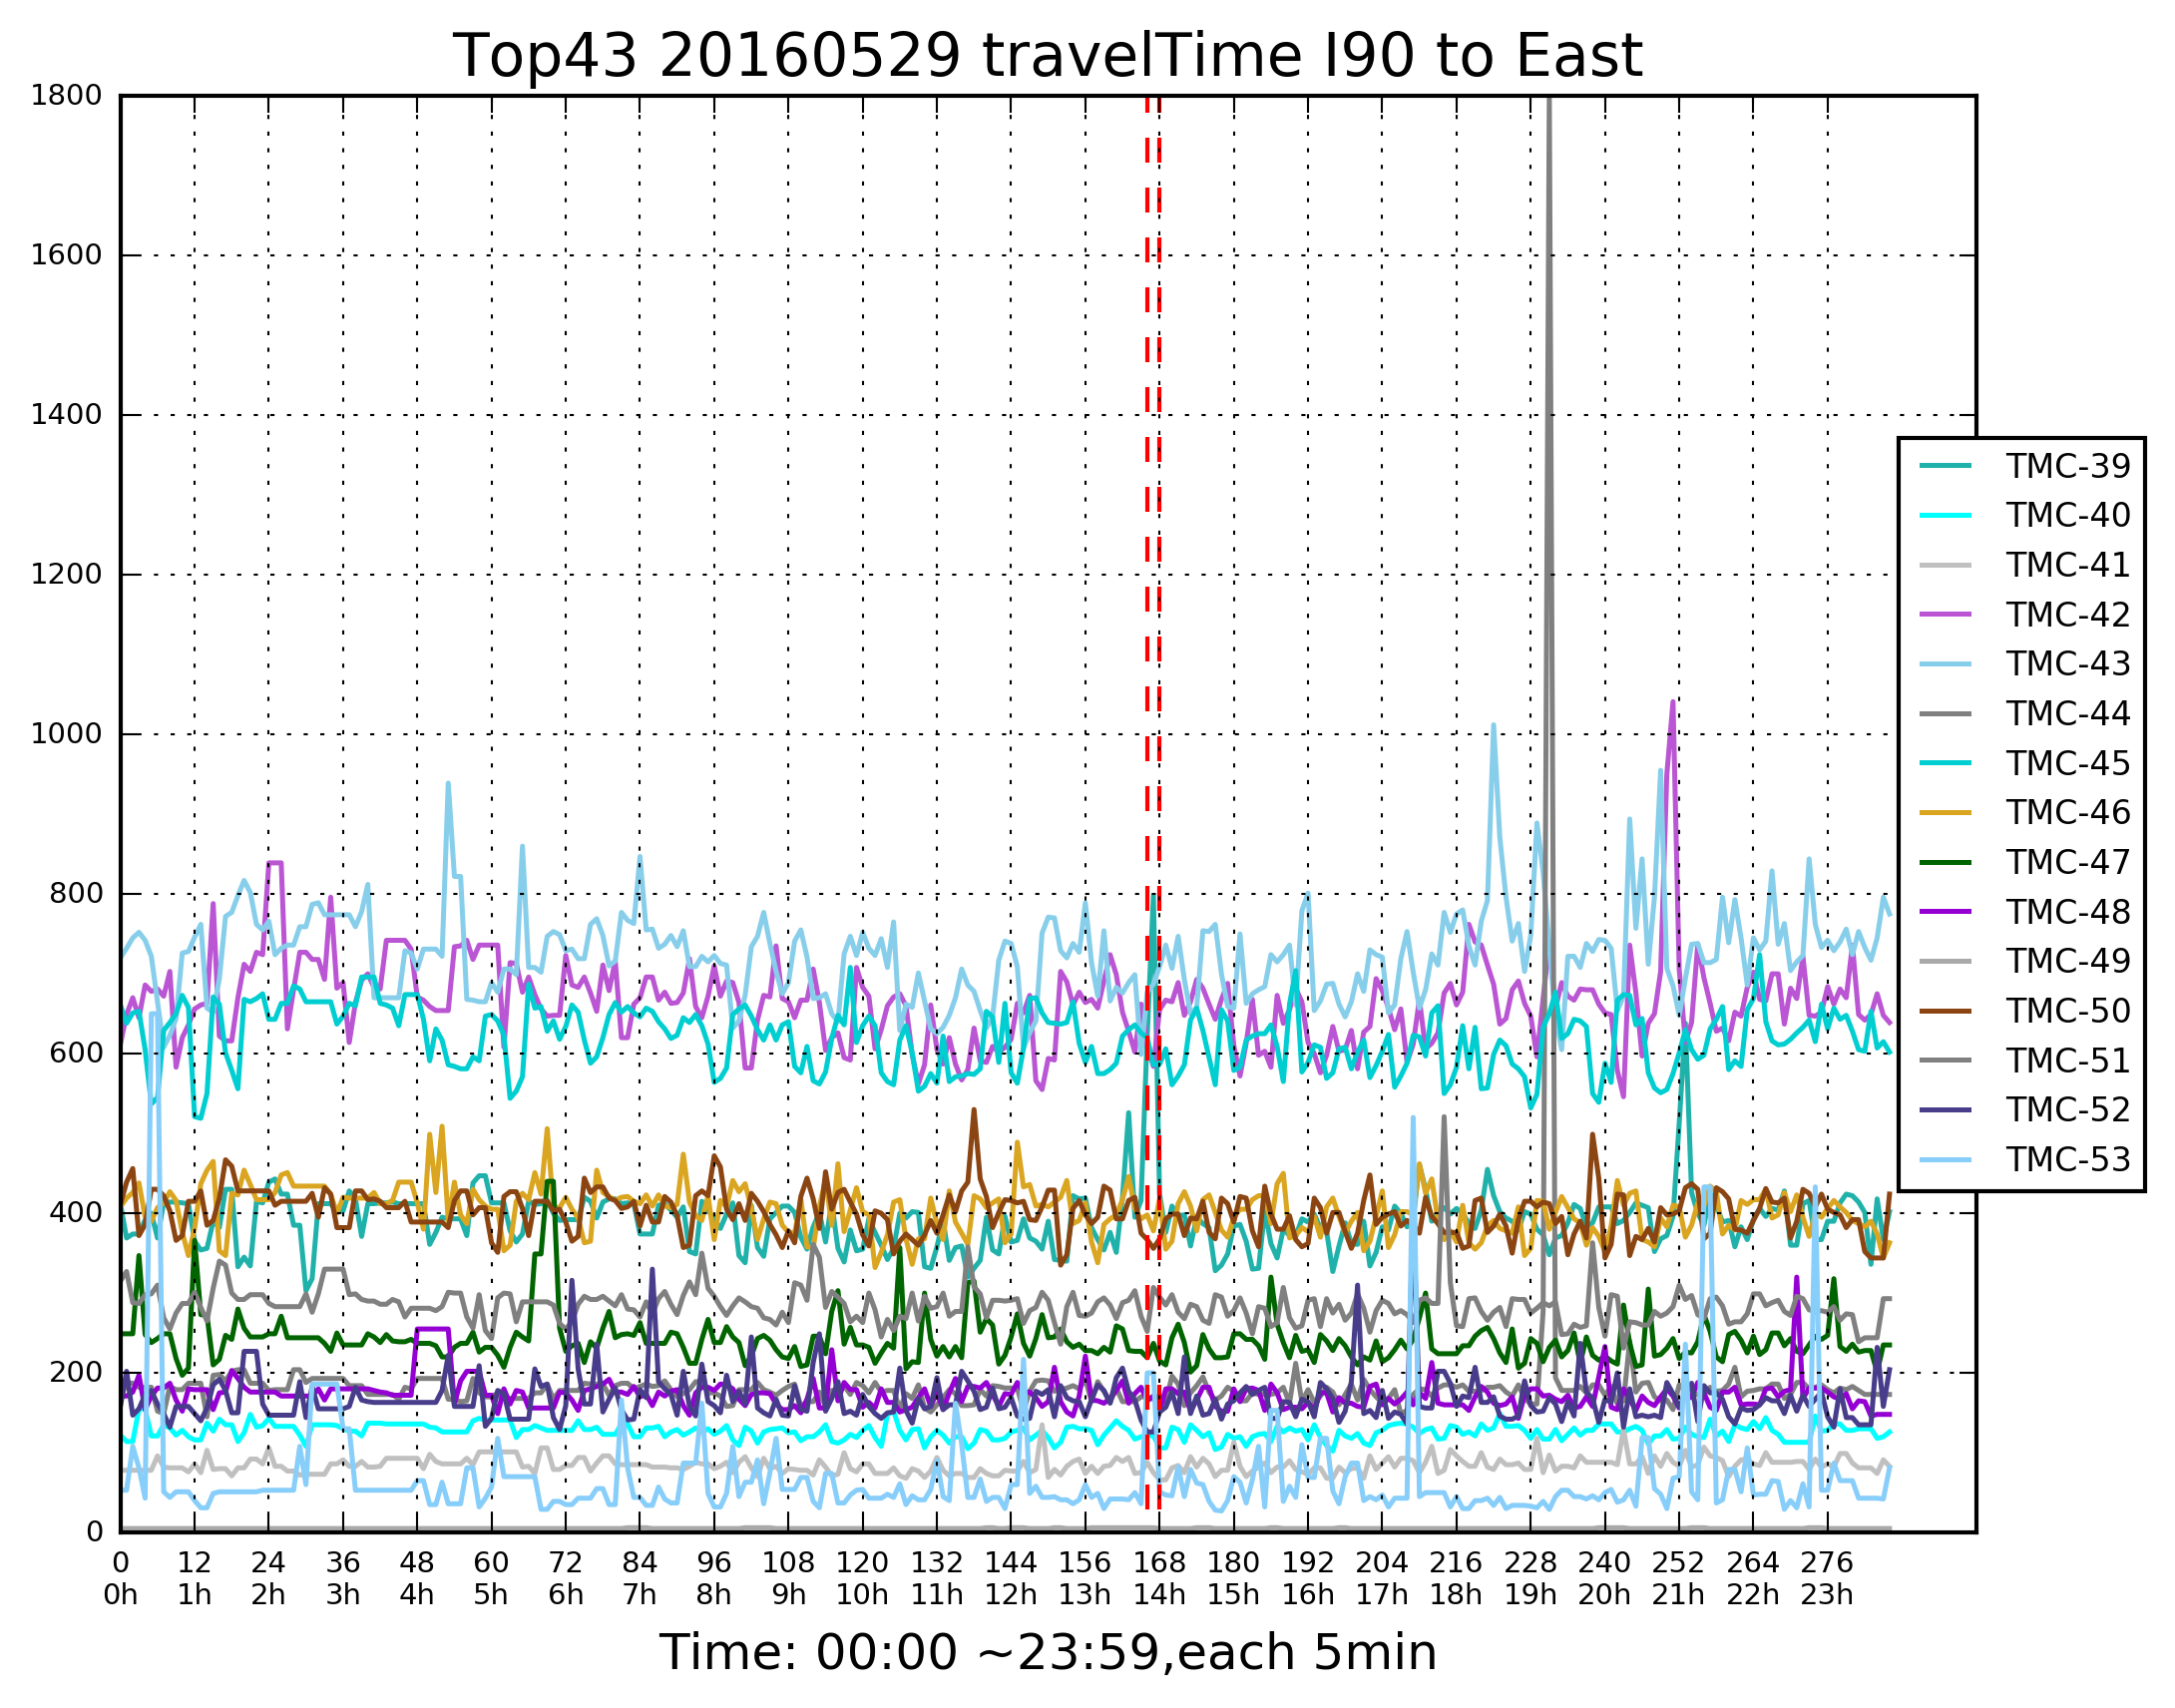 Top43 20160529 travelTime I90 to East
1800
1600
1400
1200
1000
800
600
400
200
0
0 12 24 36 48 60 72 84 96 108 120 132 144 156 168 180 192 204 216 228 240 252 264 276
0h 1h 2h 3h 4h 5h 6h 7h 8h 9h 10h 11h 12h 13h 14h 15h 16h 17h 18h 19h 20h 21h 22h 23h
Time: 00:00 ~23:59,each 5min
TMC-39
TMC-40
TMC-41
TMC-42
TMC-43
TMC-44
TMC-45
TMC-46
TMC-47
TMC-48
TMC-49
TMC-50
TMC-51
TMC-52
TMC-53